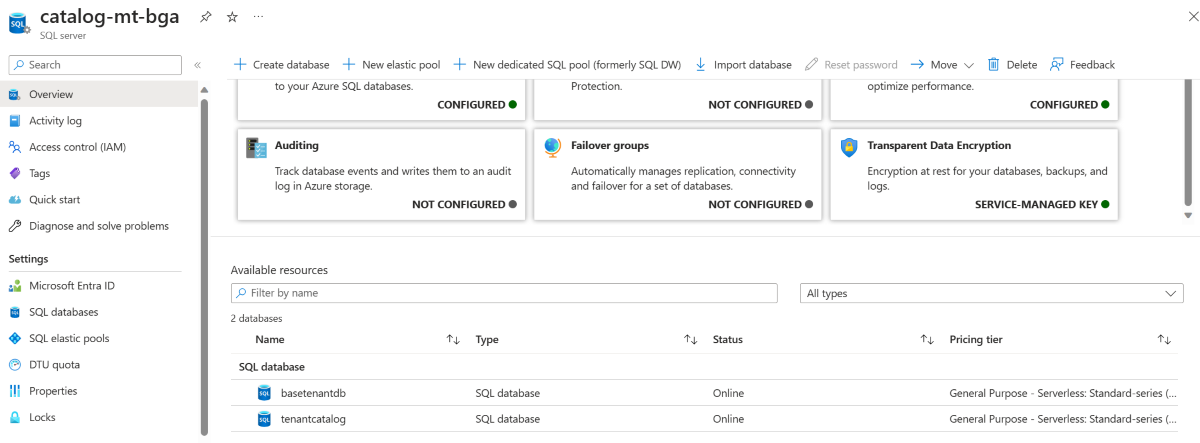 catalog-mt-bga
SQL server
Search
Create database New elastic pool New dedicated SQL pool (formerly SQL DW) Import database Reset password Move Delete Feedback
Overview
Activity log
Access control (IAM)
Tags
Quick start
Diagnose and solve problems
Settings
Microsoft Entra ID
SQL databases
SQL elastic pools
DTU quota
Properties
Locks
to your Azure SQL databases.
CONFIGURED
Protection.
NOT CONFIGURED
optimize performance.
CONFIGURED
Auditing
Track database events and writes them to an audit
log in Azure storage.
NOT CONFIGURED
Failover groups
Automatically manages replication, connectivity
and failover for a set of databases.
NOT CONFIGURED
Transparent Data Encryption
Encryption at rest for your databases, backups, and
logs.
SERVICE-MANAGED KEY
Available resources
Filter by name
All types
2 databases
Name Type Status Pricing tier
SQL database
basetenantdb SQL database Online General Purpose - Serverless: Standard-series (...
tenantcatalog SQL database Online General Purpose - Serverless: Standard-series (...